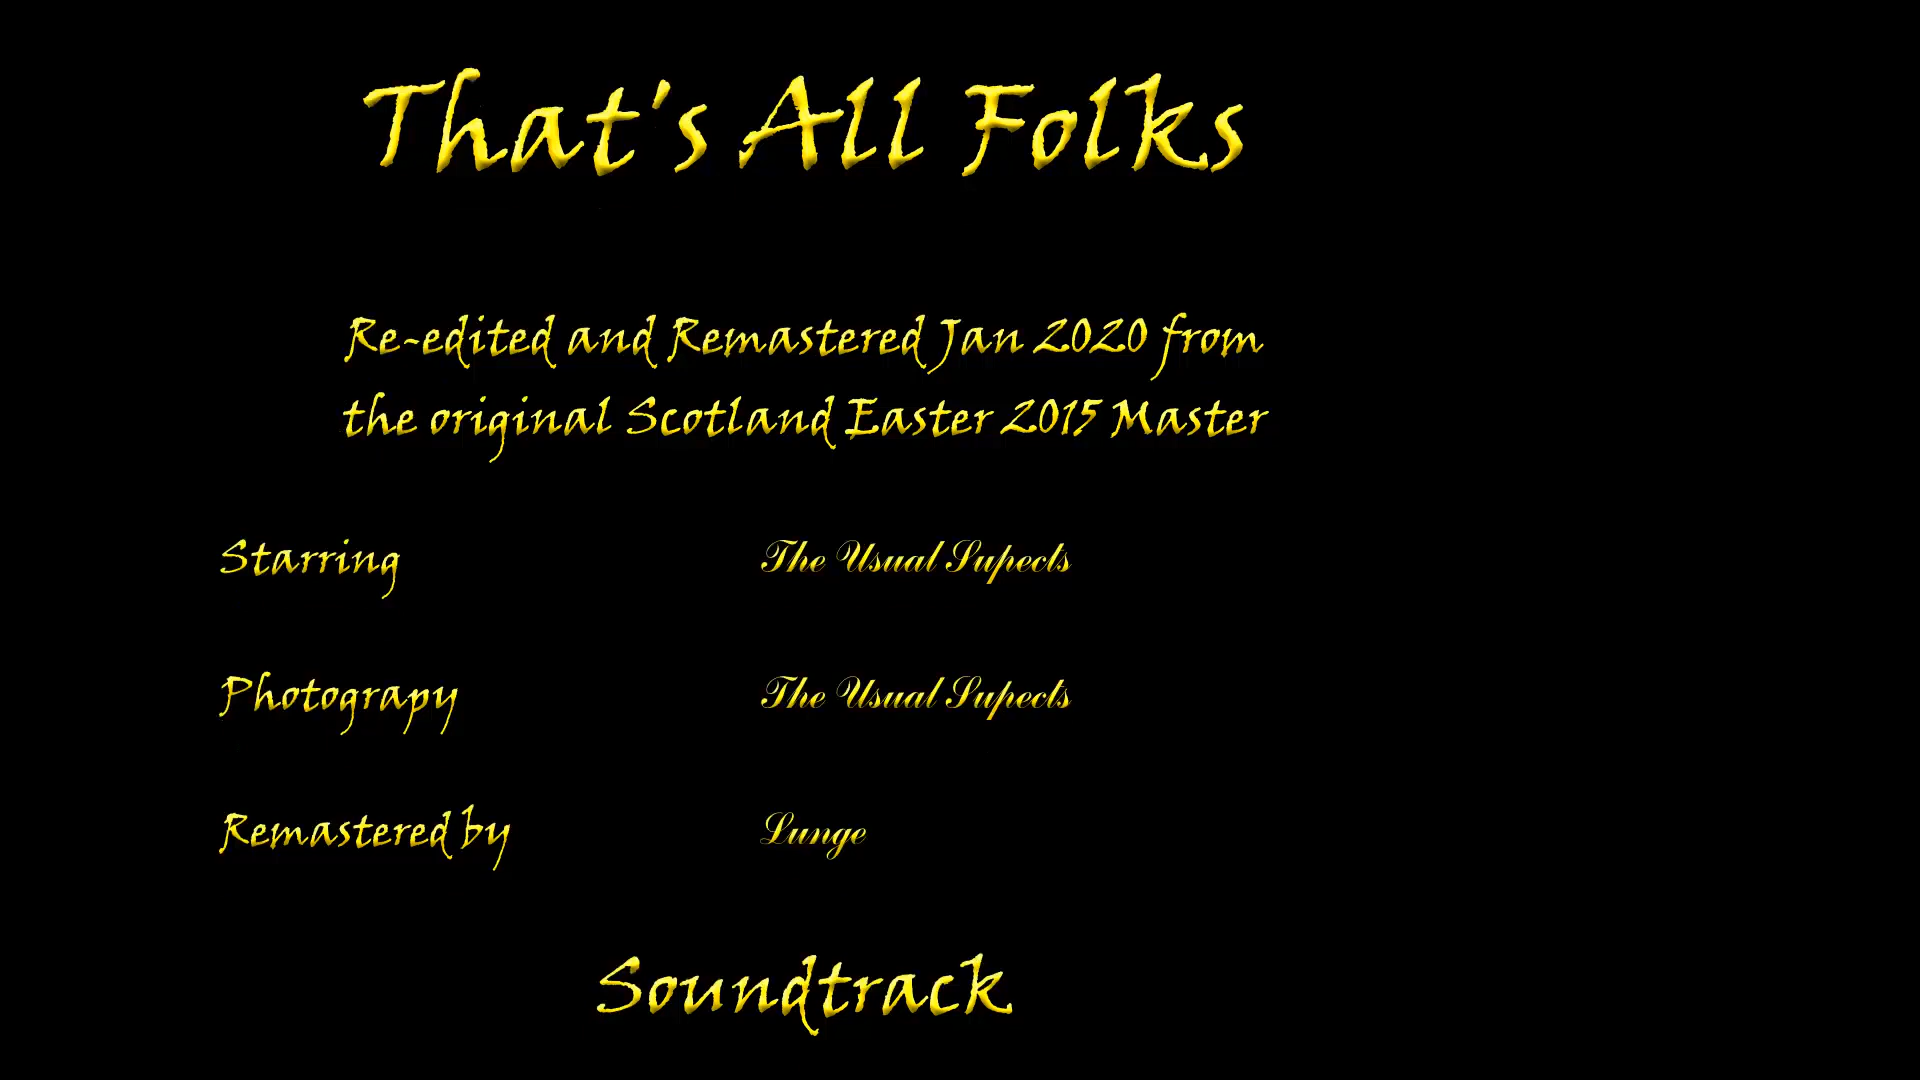 That's All Folks
Re-edited and Remastered Jan 2020 from
the original Scotland Easter 2015 Master
Starring The Usual Supects
Photograpy The Usual Supects
Remastered by Lunge
Soundtrack